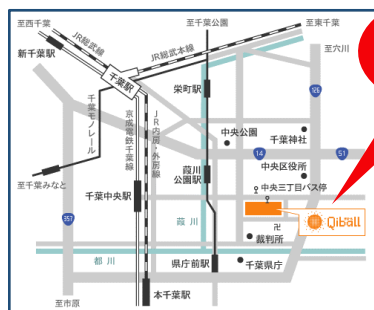 至西千葉
至千葉公園
至東千葉
JR総武線
JR総武本線
至穴川
新千葉駅
千葉駅
栄町駅
126
千葉モノレール
京成電鉄千葉線
JR内房・外房線
中央公園
千葉神社
14
51
至千葉みなと
葭川
公園駅
中央区役所
千葉中央駅
中央三丁目バス停
357
葭川
卍
Qiball
裁判所
都川
県庁前駅
千葉県庁
至市原
本千葉駅